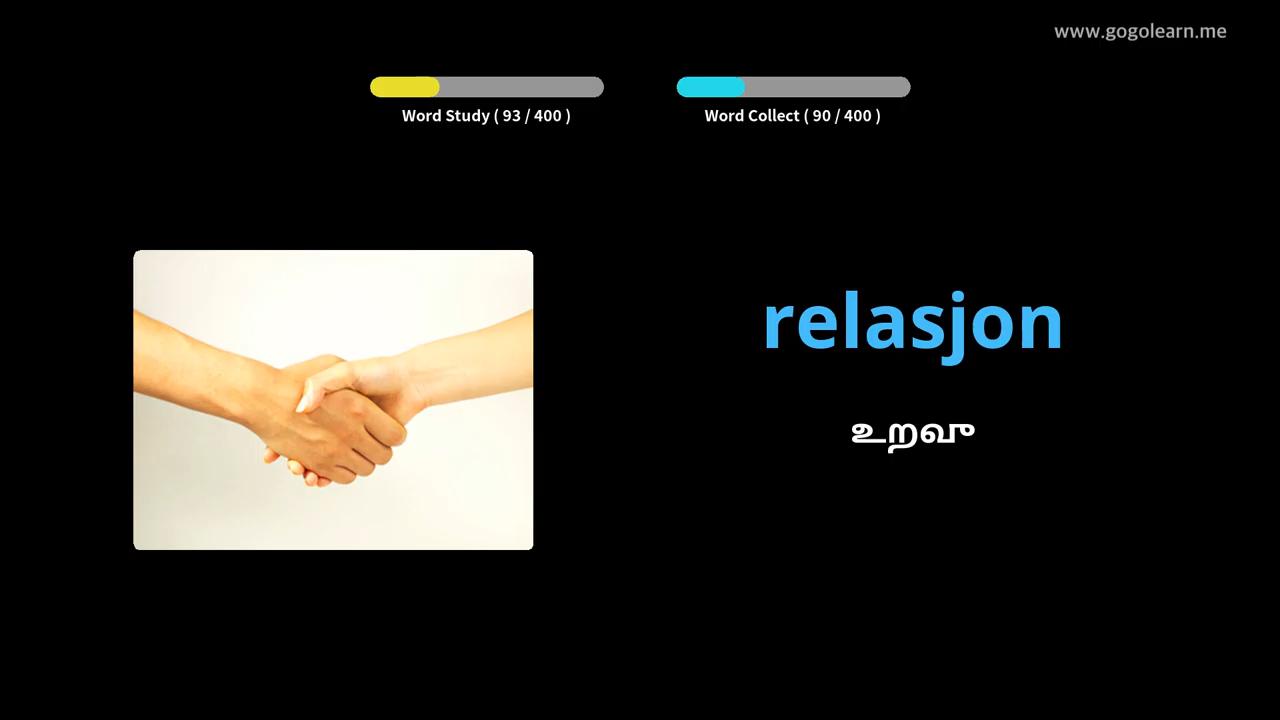 www.gogolearn.me
Word Study ( 93 / 400 )
Word Collect ( 90 / 400 )
relasjon
உறவு